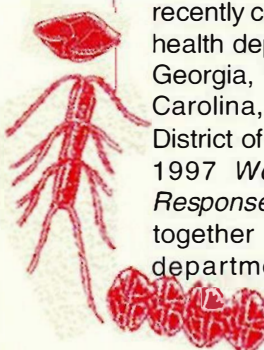 recently c
health dep
Georgia,
Carolina,
District of
1997 We
Response
together
departme